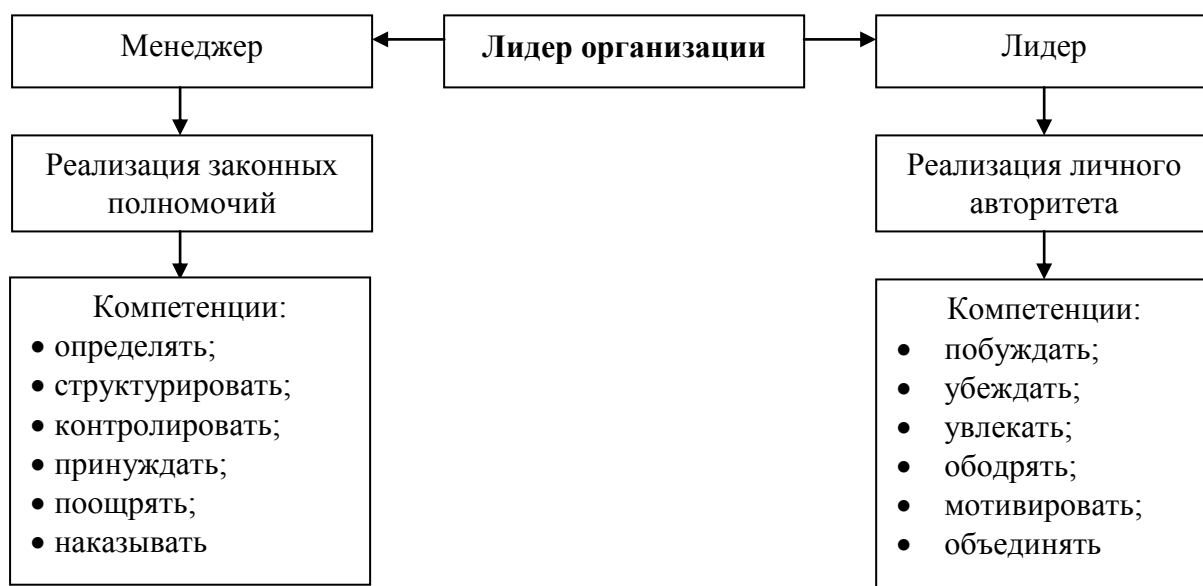 Менеджер
Лидер организации
Лидер
Реализация законных
полномочий
Реализация личного
авторитета
Компетенции:
• определять;
• структурировать;
• контролировать;
• принуждать;
• поощрять;
• наказывать
Компетенции:
• побуждать;
• убеждать;
• увлекать;
• ободрять;
• мотивировать;
• объединять